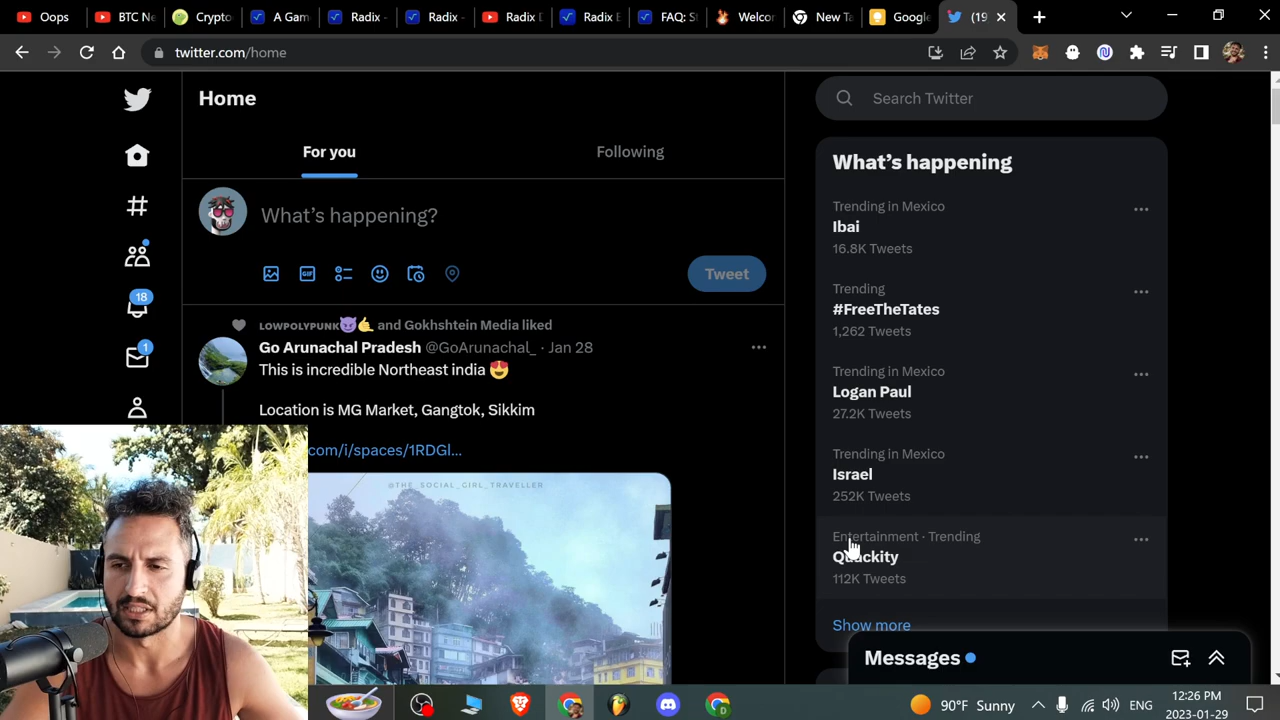 Oops
BTC Ne
Crypto
A Gam
Radix -
Radix -
Radix D
Radix E
FAQ: S
Welcor
New Ta
Google
(19
twitter.com/home
Home
For you
Following
What's happening?
Tweet
18
1
LOWPOLYPUNK😈🤙 and Gokhshtein Media liked
Go Arunachal Pradesh @GoArunachal_ · Jan 28
This is incredible Northeast india 😍
Location is MG Market, Gangtok, Sikkim
com/i/spaces/1RDGl...
@THE_SOCIAL_GIRL_TRAVELLER
Search Twitter
What's happening
Trending in Mexico
Ibai
16.8K Tweets
Trending
#FreeTheTates
1,262 Tweets
Trending in Mexico
Logan Paul
27.2K Tweets
Trending in Mexico
Israel
252K Tweets
Entertainment · Trending
Quackity
112K Tweets
Show more
Messages
90°F Sunny
ENG
12:26 PM
2023-01-29